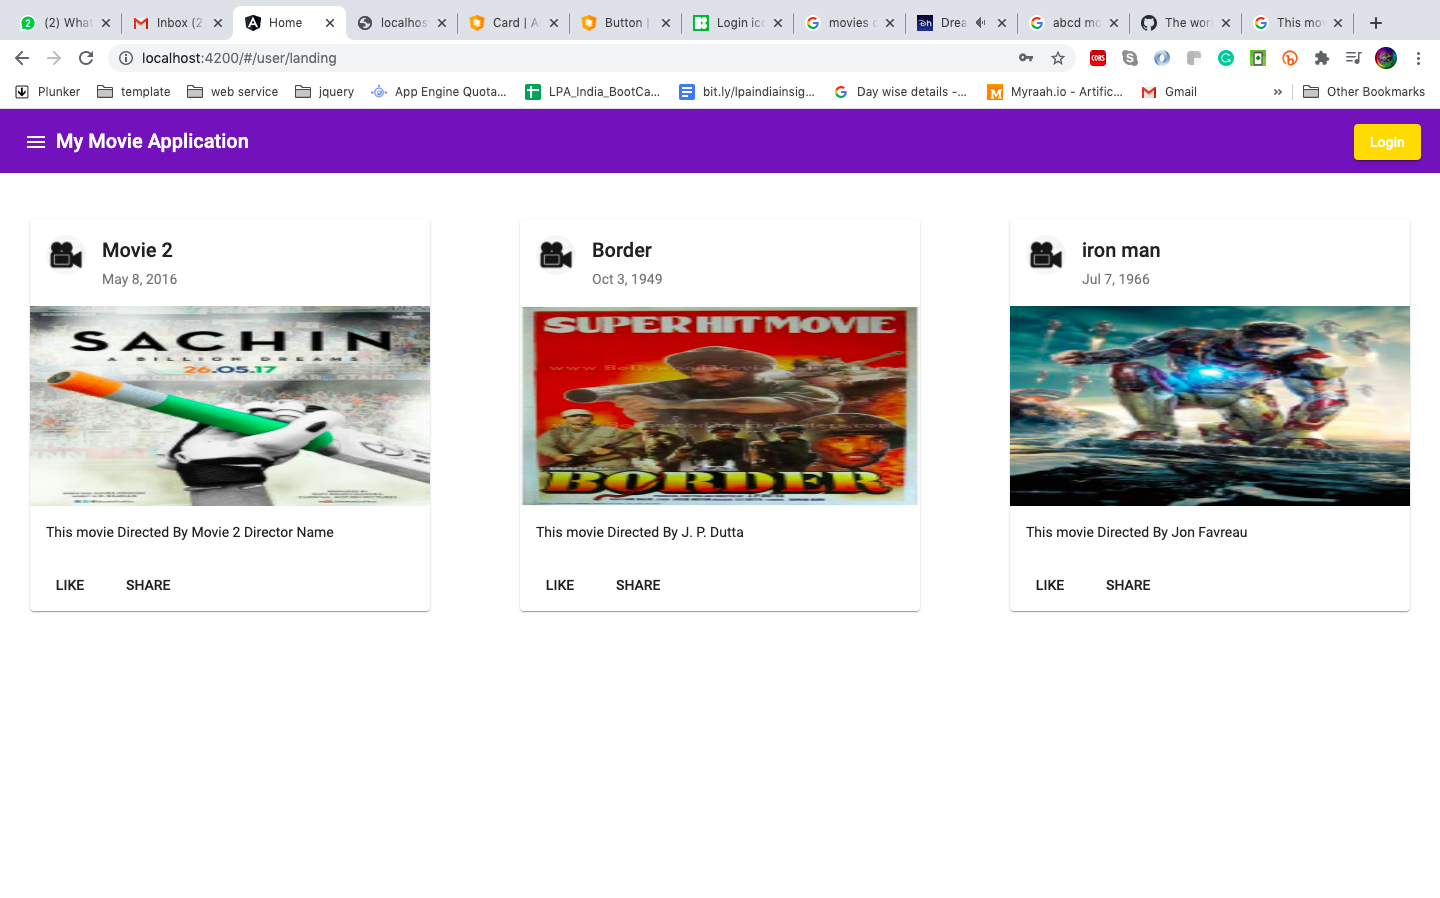 (2) What
Inbox (2
Home
localhos
Card | A
Button |
Login ico
movies
Drea
abcd mo
The wor
This mov
localhost:4200/#/user/landing
CORS
Plunker
template
web service
jquery
App Engine Quota...
LPA_India_BootCa...
bit.ly/lpaindiainsig...
Day wise details -...
Myraah.io - Artific...
Gmail
»
Other Bookmarks
My Movie Application
Login
Movie 2
May 8, 2016
SACHIN
A BILLION DREAMS
26.05.17
This movie Directed By Movie 2 Director Name
LIKE
SHARE
Border
Oct 3, 1949
SUPERHIT MOVIE
BORDER
This movie Directed By J. P. Dutta
LIKE
SHARE
iron man
Jul 7, 1966
This movie Directed By Jon Favreau
LIKE
SHARE